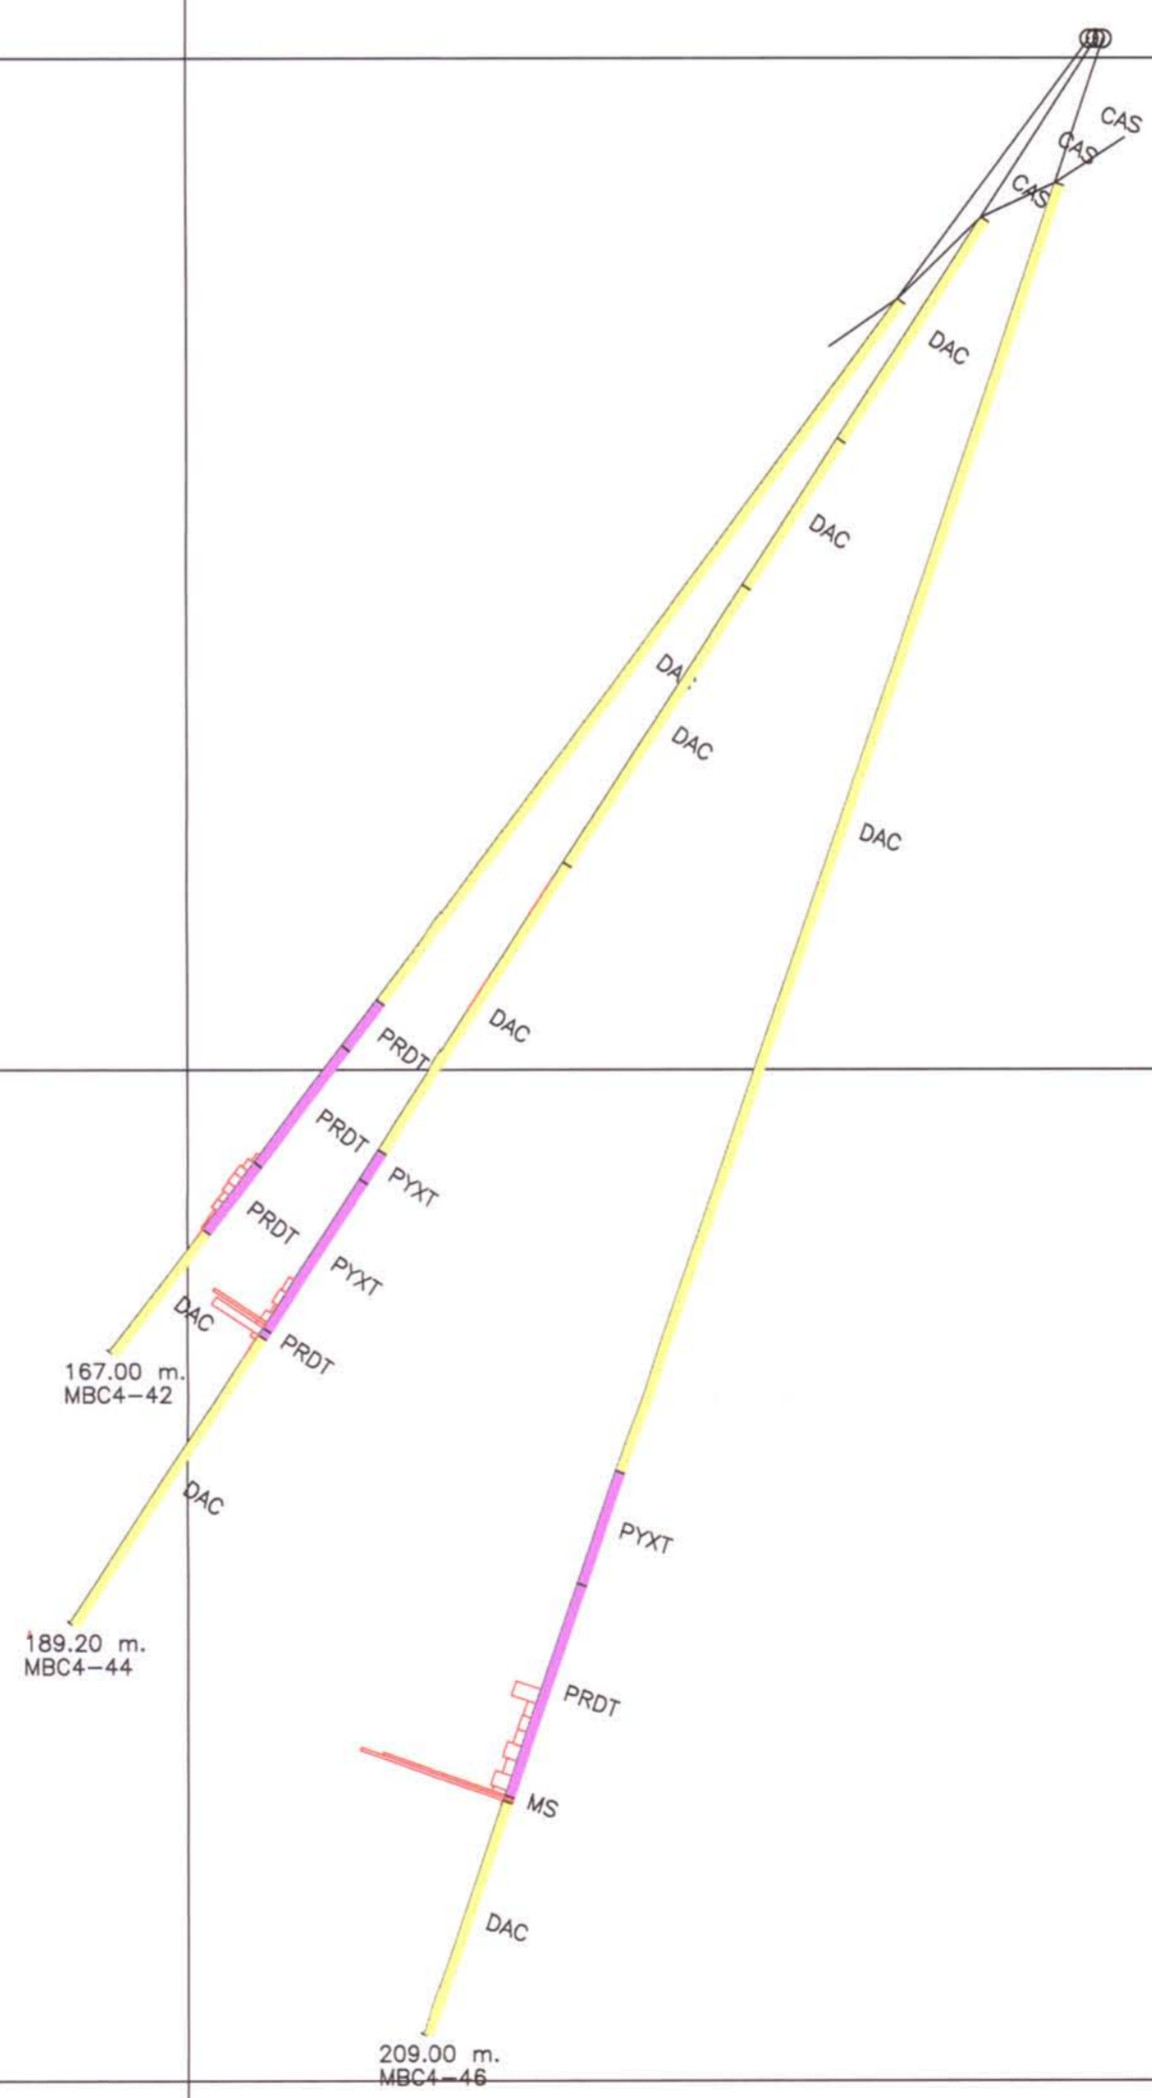 CAS
CAS
CAS
DAC
DAC
DAC
DAC
DAC
DAC
PRDT
PRDT
PYXT
PRDT
PYXT
DAC
PRDT
167.00 m.
MBC4-42
DAC
PYXT
189.20 m.
MBC4-44
PRDT
MS
DAC
209.00 m.
MBC4-46